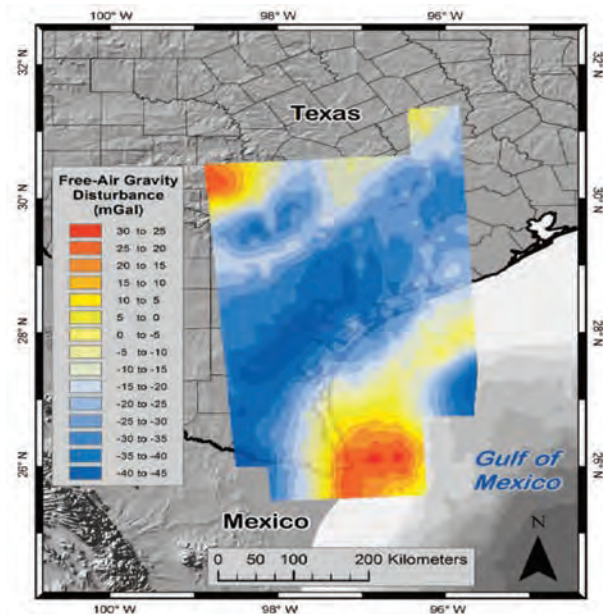 100° W
98° W
96° W
32° N
32° N
Texas
Free-Air Gravity
Disturbance
(mGal)
30 to 25
25 to 20
20 to 15
15 to 10
10 to 5
5 to 0
0 to -5
-5 to -10
-10 to -15
-15 to -20
-20 to -25
-25 to -30
-30 to -35
-35 to -40
-40 to -45
30° N
30° N
28° N
28° N
26° N
26° N
Gulf of
Mexico
Mexico
N
0 50 100 200 Kilometers
100° W
98° W
96° W